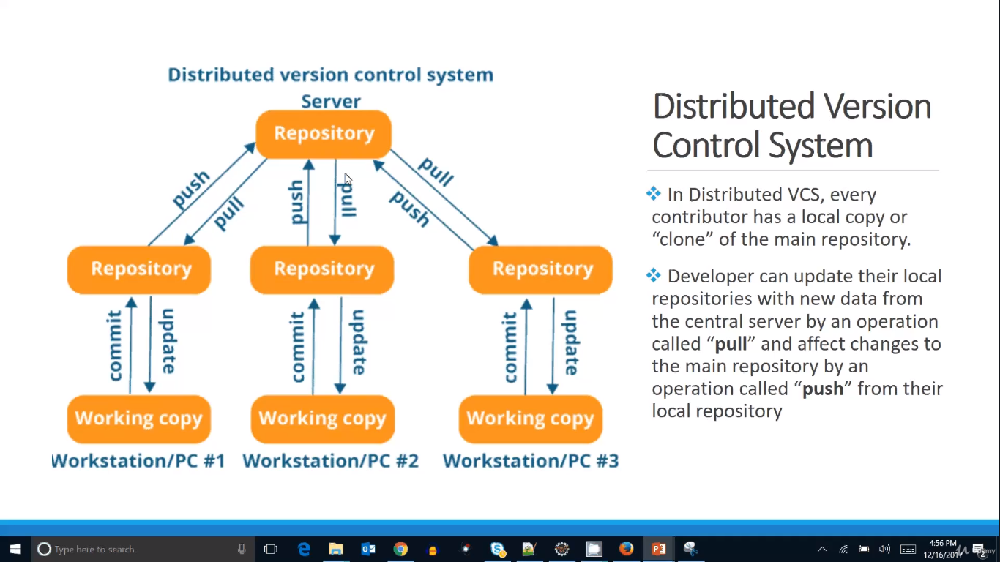 Distributed version control system
Server
Repository
push
pull
push
pull
pull
push
Repository
Repository
Repository
commit
update
commit
update
commit
update
Working copy
Working copy
Working copy
Workstation/PC #1
Workstation/PC #2
Workstation/PC #3
Distributed Version
Control System
In Distributed VCS, every
contributor has a local copy or
“clone” of the main repository.
Developer can update their local
repositories with new data from
the central server by an operation
called “pull” and affect changes to
the main repository by an
operation called “push” from their
local repository
Type here to search
4:56 PM
12/16/2017
2